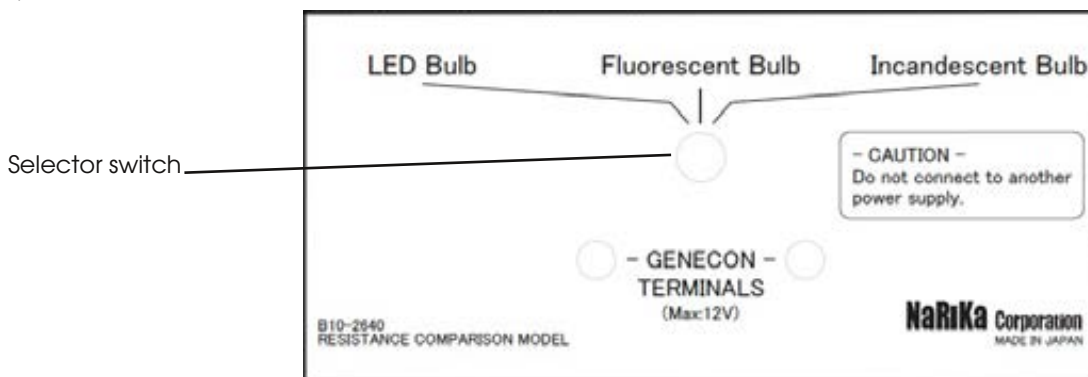 LED Bulb Fluorescent Bulb Incandescent Bulb
Selector switch
- CAUTION -
Do not connect to another
power supply.
- GENECON -
TERMINALS
(Max:12V)
B10-2640
RESISTANCE COMPARISON MODEL
NaRiKa Corporation
MADE IN JAPAN